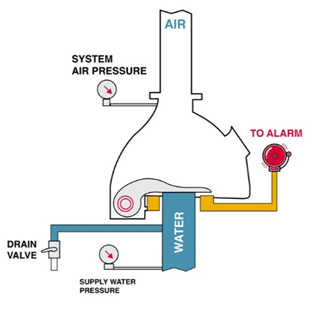 AIR
SYSTEM
AIR PRESSURE
TO ALARM
WATER
DRAIN
VALVE
SUPPLY WATER
PRESSURE